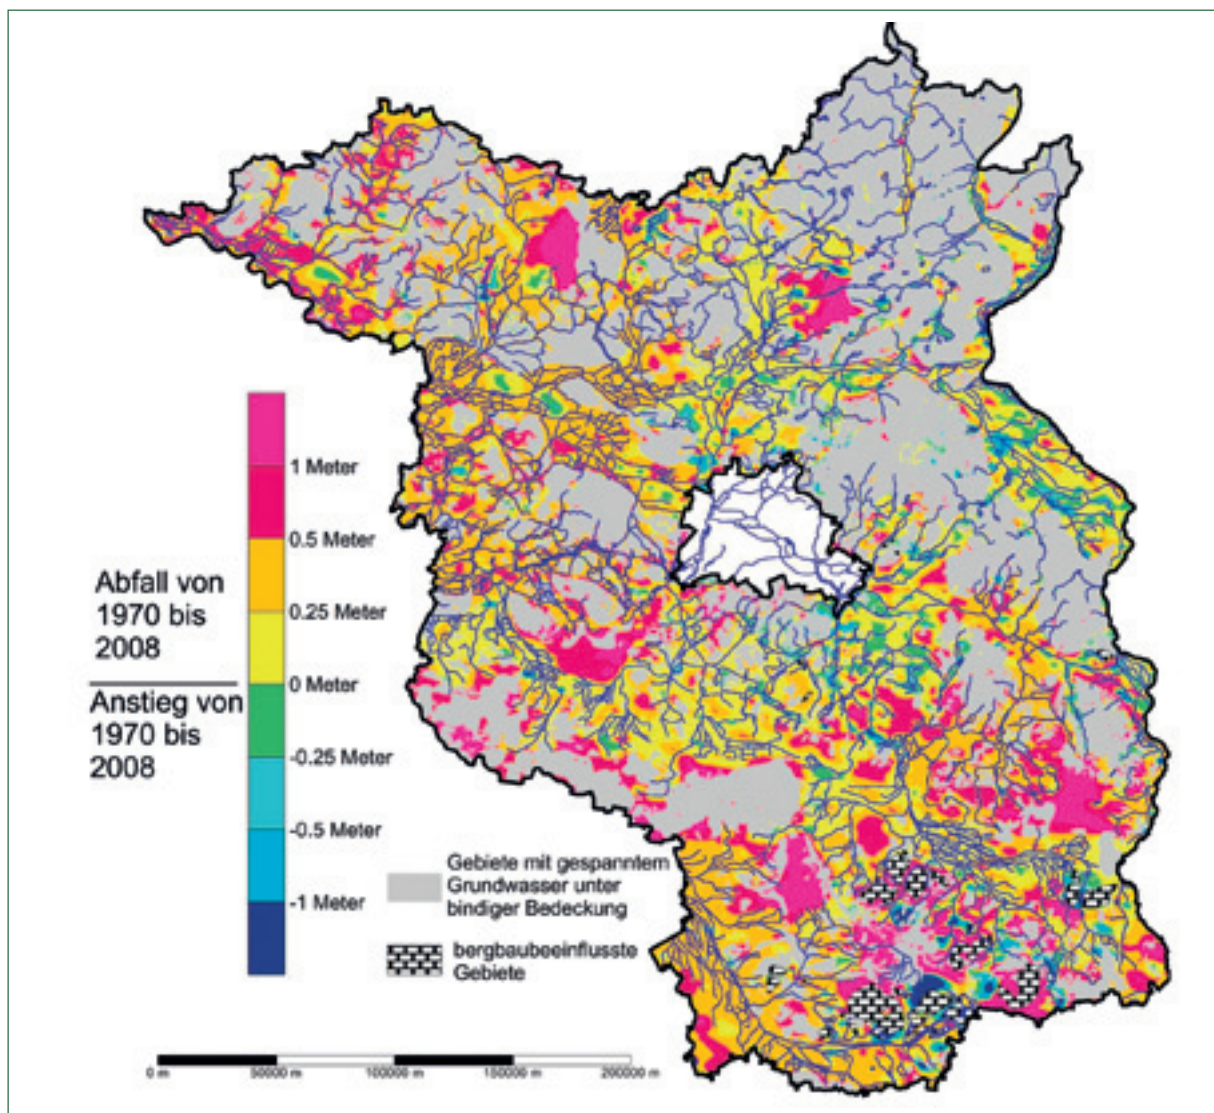 1 Meter
0.5 Meter
0.25 Meter
0 Meter
-0.25 Meter
-0.5 Meter
-1 Meter
Abfall von
1970 bis
2008
Anstieg von
1970 bis
2008
Gebiete mit gespanntem
Grundwasser unter
bindiger Bedeckung
bergbaubeeinflusste
Gebiete
0 m 50000 m 100000 m 150000 m 200000 m